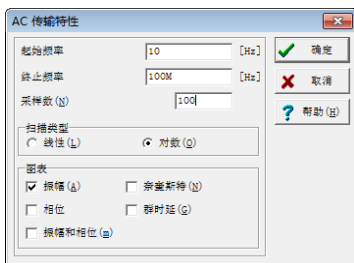 AC 传输特性
起始频率 10 [Hz]
确定
终止频率 100M [Hz]
取消
采样数(N) 100
帮助(H)
扫描类型
线性(L) 对数(O)
图表
振幅(A) 奈奎斯特(N)
相位 群时延(G)
振幅和相位(m)